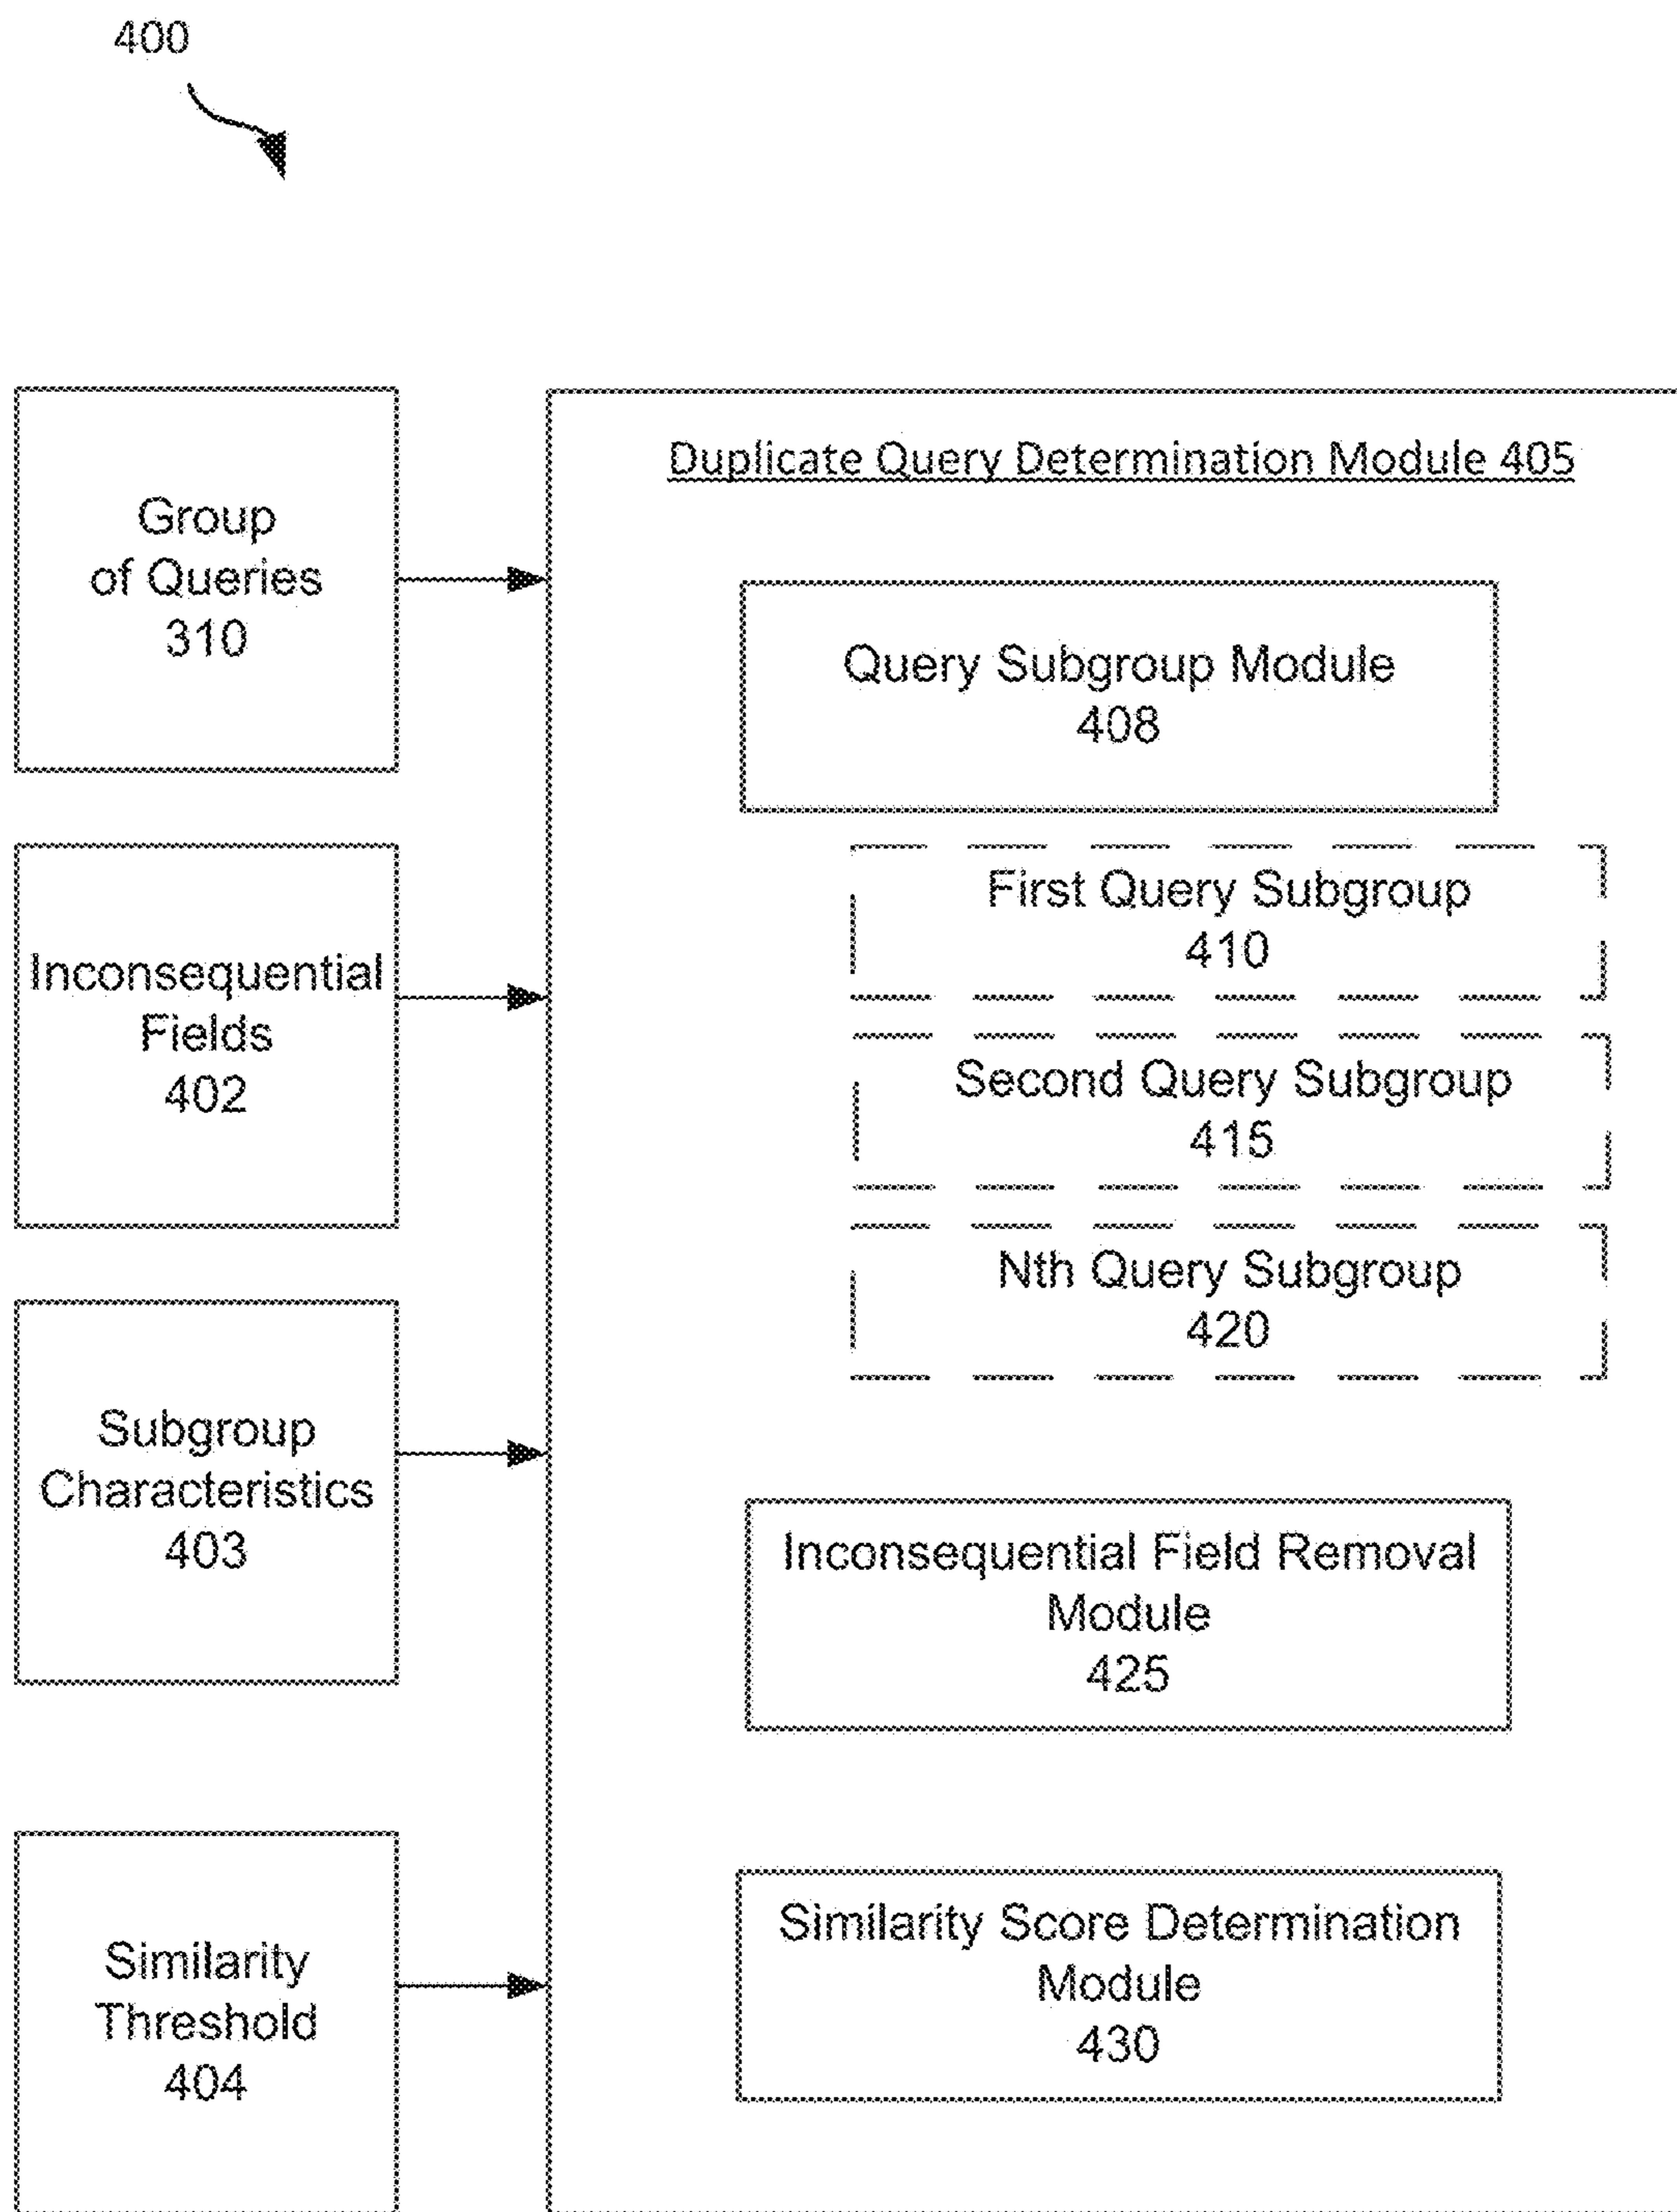 400
Group
of Queries
310
Inconsequential
Fields
402
Subgroup
Characteristics
403
Similarity
Threshold
404
Duplicate Query Determination Module 405
Query Subgroup Module
408
First Query Subgroup
410
Second Query Subgroup
415
Nth Query Subgroup
420
Inconsequential Field Removal
Module
425
Similarity Score Determination
Module
430